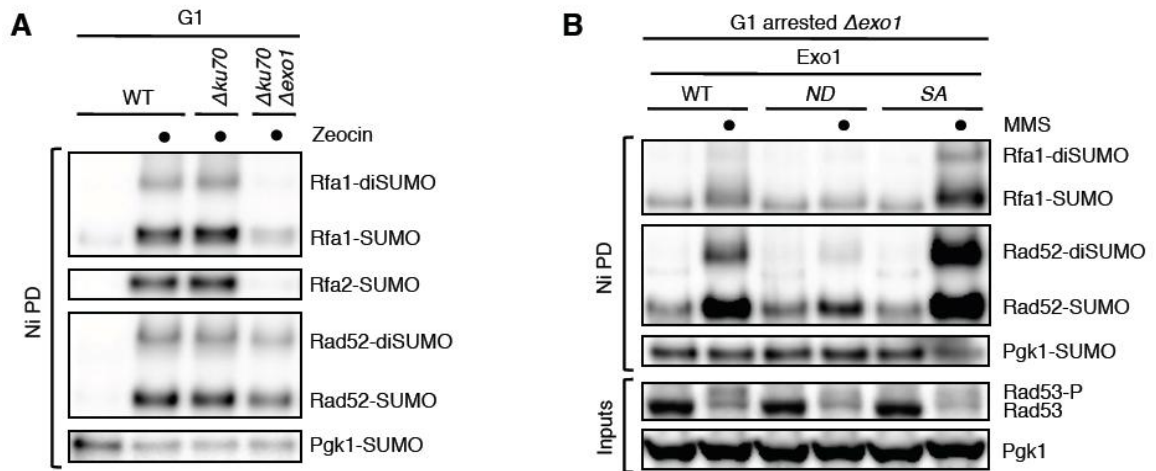 A
G1
WT
Δku70
Δku70 Δexo1
Zeocin
Ni PD
Rfa1-diSUMO
Rfa1-SUMO
Rfa2-SUMO
Rad52-diSUMO
Rad52-SUMO
Pgk1-SUMO
B
G1 arrested Δexo1
Exo1
WT ND SA
MMS
Ni PD
Rfa1-diSUMO
Rfa1-SUMO
Rad52-diSUMO
Rad52-SUMO
Pgk1-SUMO
Inputs
Rad53-P
Rad53
Pgk1